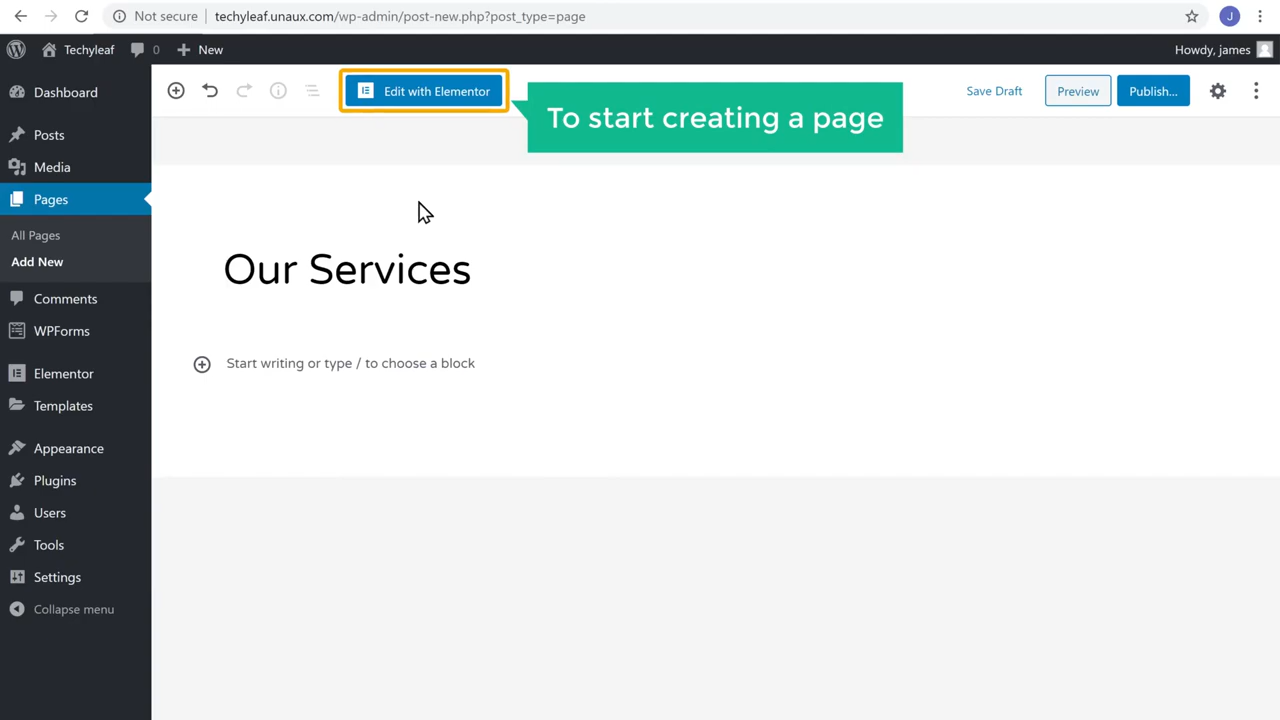 Not secure
techyleaf.unaux.com/wp-admin/post-new.php?post_type=page
J
Techyleaf
0
New
Howdy, james
Dashboard
Posts
Media
Pages
All Pages
Add New
Comments
WPForms
Elementor
Templates
Appearance
Plugins
Users
Tools
Settings
Collapse menu
Edit with Elementor
To start creating a page
Save Draft
Preview
Publish...
Our Services
Start writing or type / to choose a block